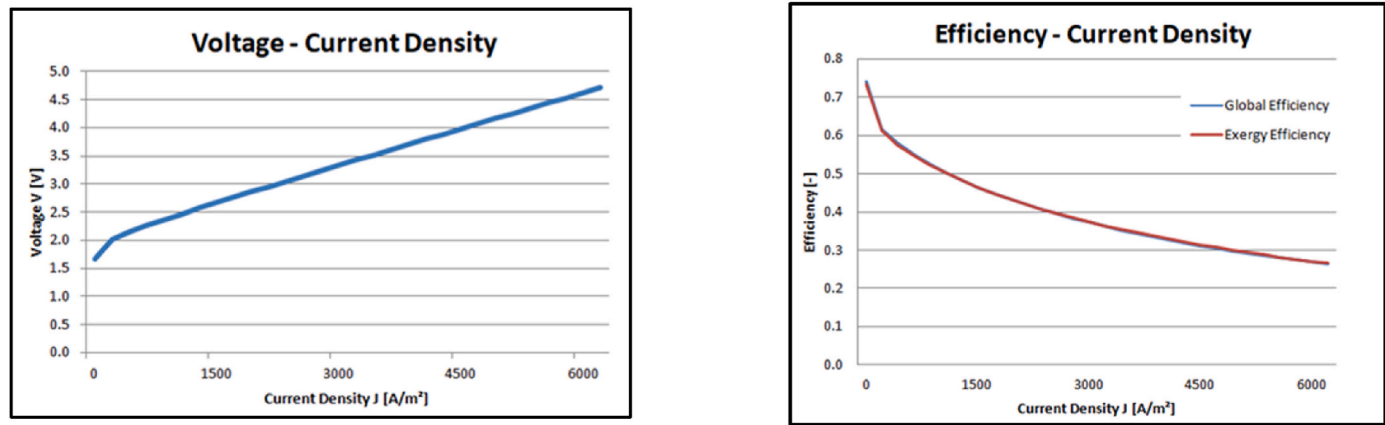 Voltage - Current Density
Voltage V [V]
5.0
4.5
4.0
3.5
3.0
2.5
2.0
1.5
1.0
0.5
0.0
0 1500 3000 4500 6000
Current Density J [A/m²]
Efficiency - Current Density
Efficiency [-]
0.8
0.7
0.6
0.5
0.4
0.3
0.2
0.1
0.0
Global Efficiency
Exergy Efficiency
0 1500 3000 4500 6000
Current Density J [A/m²]